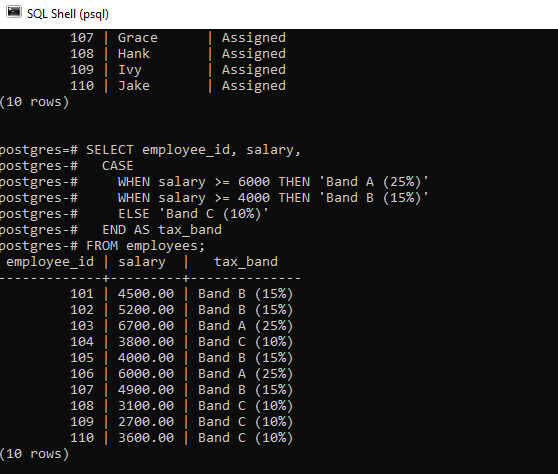 SQL Shell (psql)
107 | Grace      | Assigned
108 | Hank       | Assigned
109 | Ivy        | Assigned
110 | Jake       | Assigned
(10 rows)
postgres=# SELECT employee_id, salary,
postgres-#   CASE
postgres-#     WHEN salary >= 6000 THEN 'Band A (25%)'
postgres-#     WHEN salary >= 4000 THEN 'Band B (15%)'
postgres-#     ELSE 'Band C (10%)'
postgres-#   END AS tax_band
postgres-# FROM employees;
 employee_id | salary  |   tax_band
-------------+---------+--------------
         101 | 4500.00 | Band B (15%)
         102 | 5200.00 | Band B (15%)
         103 | 6700.00 | Band A (25%)
         104 | 3800.00 | Band C (10%)
         105 | 4000.00 | Band B (15%)
         106 | 6000.00 | Band A (25%)
         107 | 4900.00 | Band B (15%)
         108 | 3100.00 | Band C (10%)
         109 | 2700.00 | Band C (10%)
         110 | 3600.00 | Band C (10%)
(10 rows)